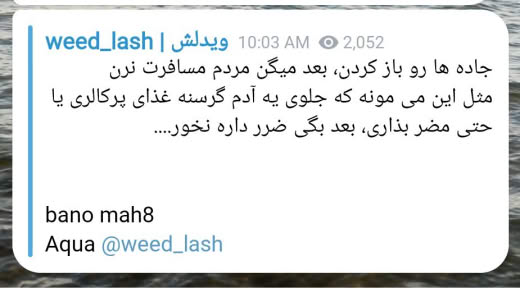 weed_lash | ویدلش 10:03 AM 2,052
جاده ها رو باز کردن، بعد میگن مردم مسافرت نرن
مثل این می مونه که جلوی یه آدم گرسنه غذای پرکالری یا
حتی مضر بذاری، بعد بگی ضرر داره نخور....
bano mah8
Aqua @weed_lash